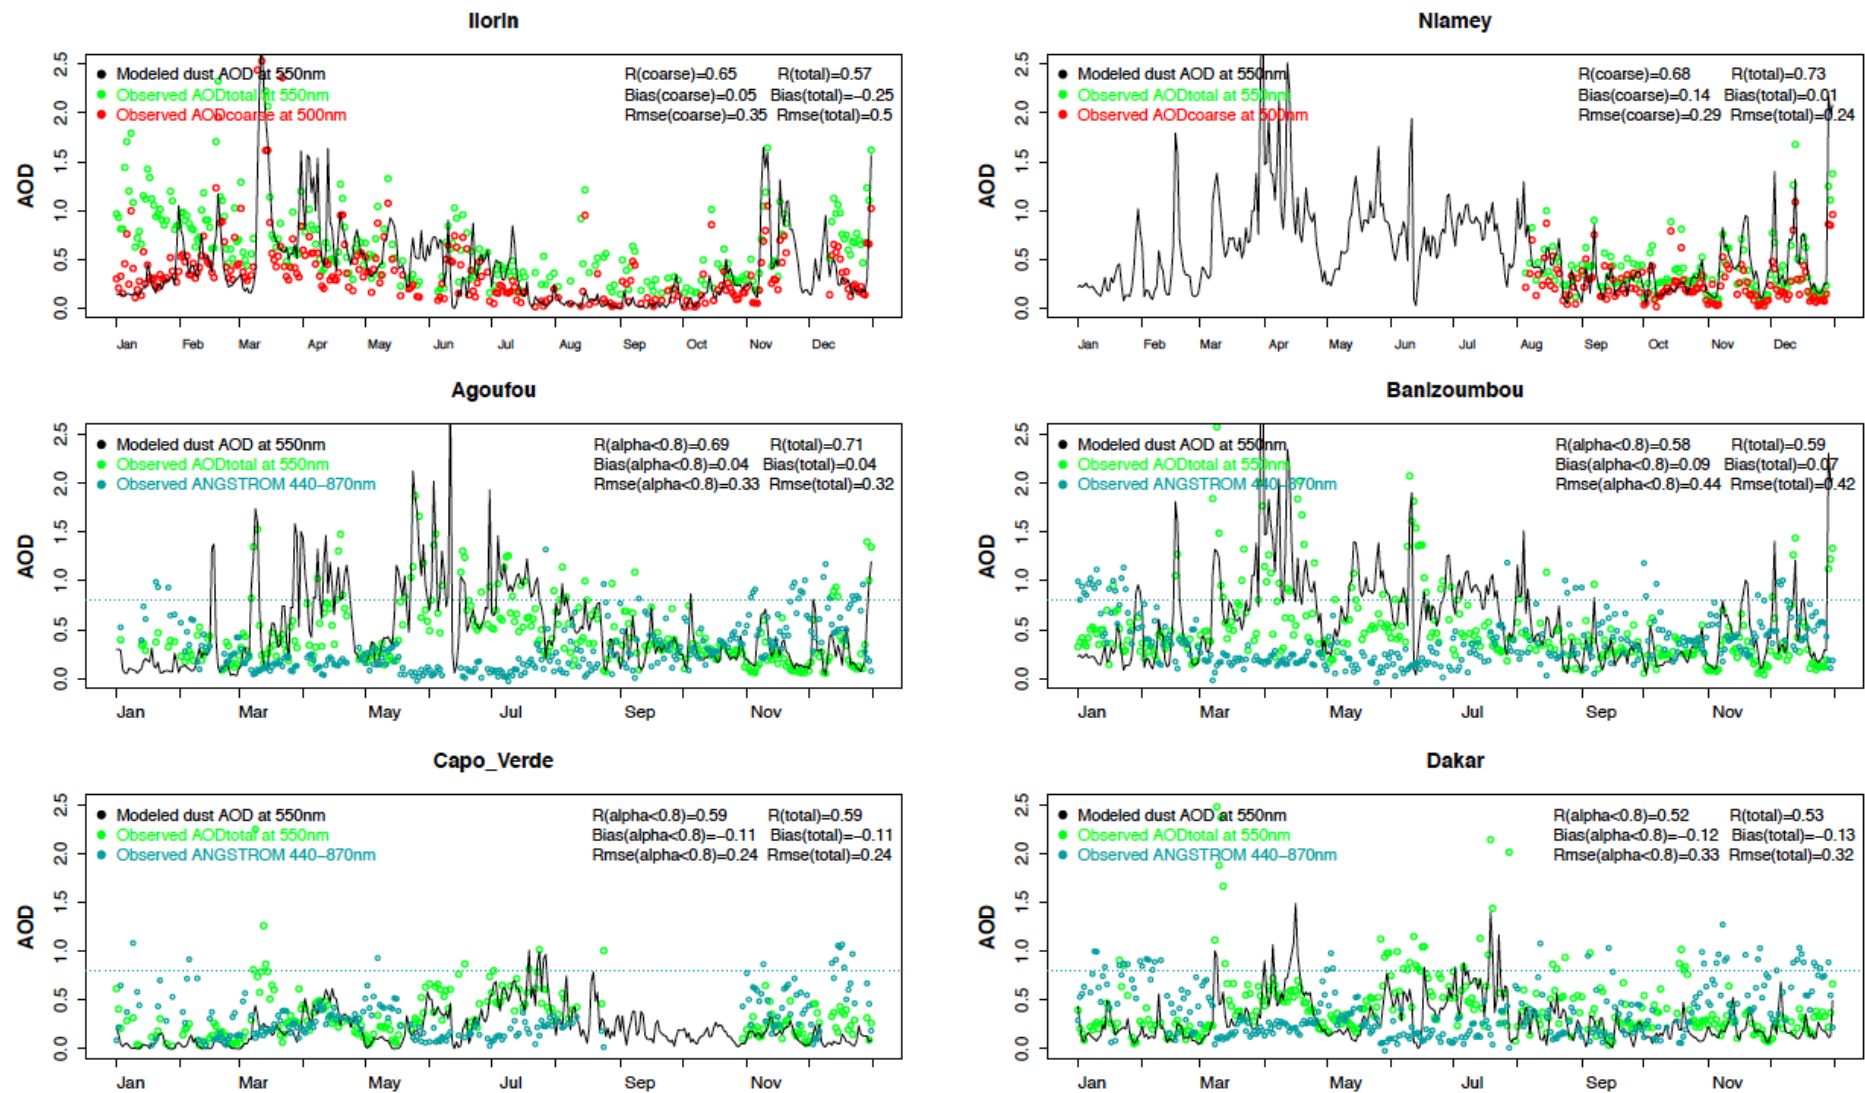 Ilorin
2.5
2.0
1.5
1.0
0.5
0.0
AOD
Modeled dust AOD at 550nm
Observed AODtotal at 550nm
Observed AODcoarse at 500nm
R(coarse)=0.65 R(total)=0.57
Bias(coarse)=0.05 Bias(total)=−0.25
Rmse(coarse)=0.35 Rmse(total)=0.5
Jan Feb Mar Apr May Jun Jul Aug Sep Oct Nov Dec
Niamey
2.5
2.0
1.5
1.0
0.5
0.0
AOD
Modeled dust AOD at 550nm
Observed AODtotal at 550nm
Observed AODcoarse at 500nm
R(coarse)=0.68 R(total)=0.73
Bias(coarse)=0.14 Bias(total)=0.01
Rmse(coarse)=0.29 Rmse(total)=0.24
Jan Feb Mar Apr May Jun Jul Aug Sep Oct Nov Dec
Agoufou
2.5
2.0
1.5
1.0
0.5
0.0
AOD
Modeled dust AOD at 550nm
Observed AODtotal at 550nm
Observed ANGSTROM 440−870nm
R(alpha<0.8)=0.69 R(total)=0.71
Bias(alpha<0.8)=0.04 Bias(total)=0.04
Rmse(alpha<0.8)=0.33 Rmse(total)=0.32
Jan Mar May Jul Sep Nov
Banizoumbou
2.5
2.0
1.5
1.0
0.5
0.0
AOD
Modeled dust AOD at 550nm
Observed AODtotal at 550nm
Observed ANGSTROM 440−870nm
R(alpha<0.8)=0.58 R(total)=0.59
Bias(alpha<0.8)=0.09 Bias(total)=0.07
Rmse(alpha<0.8)=0.44 Rmse(total)=0.42
Jan Mar May Jul Sep Nov
Capo_Verde
2.5
2.0
1.5
1.0
0.5
0.0
AOD
Modeled dust AOD at 550nm
Observed AODtotal at 550nm
Observed ANGSTROM 440−870nm
R(alpha<0.8)=0.59 R(total)=0.59
Bias(alpha<0.8)=−0.11 Bias(total)=−0.11
Rmse(alpha<0.8)=0.24 Rmse(total)=0.24
Jan Mar May Jul Sep Nov
Dakar
2.5
2.0
1.5
1.0
0.5
0.0
AOD
Modeled dust AOD at 550nm
Observed AODtotal at 550nm
Observed ANGSTROM 440−870nm
R(alpha<0.8)=0.52 R(total)=0.53
Bias(alpha<0.8)=−0.12 Bias(total)=−0.13
Rmse(alpha<0.8)=0.33 Rmse(total)=0.32
Jan Mar May Jul Sep Nov